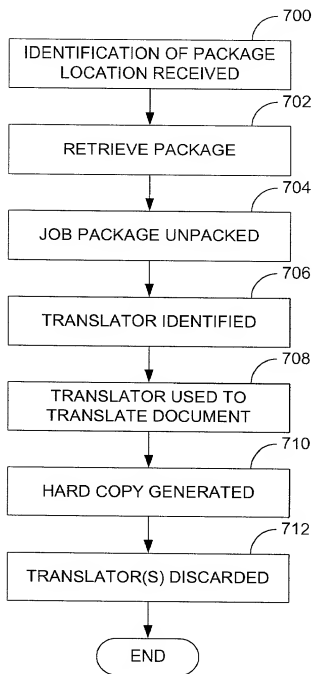 700
IDENTIFICATION OF PACKAGE
LOCATION RECEIVED
702
RETRIEVE PACKAGE
704
JOB PACKAGE UNPACKED
706
TRANSLATOR IDENTIFIED
708
TRANSLATOR USED TO
TRANSLATE DOCUMENT
710
HARD COPY GENERATED
712
TRANSLATOR(S) DISCARDED
END